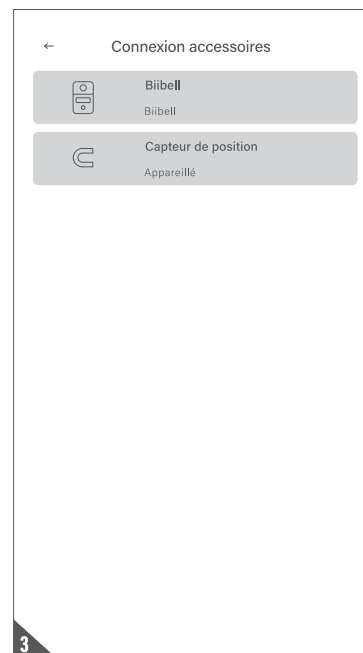 ← Connexion accessoires
Biibell
Biibell
Capteur de position
Appareillé
3